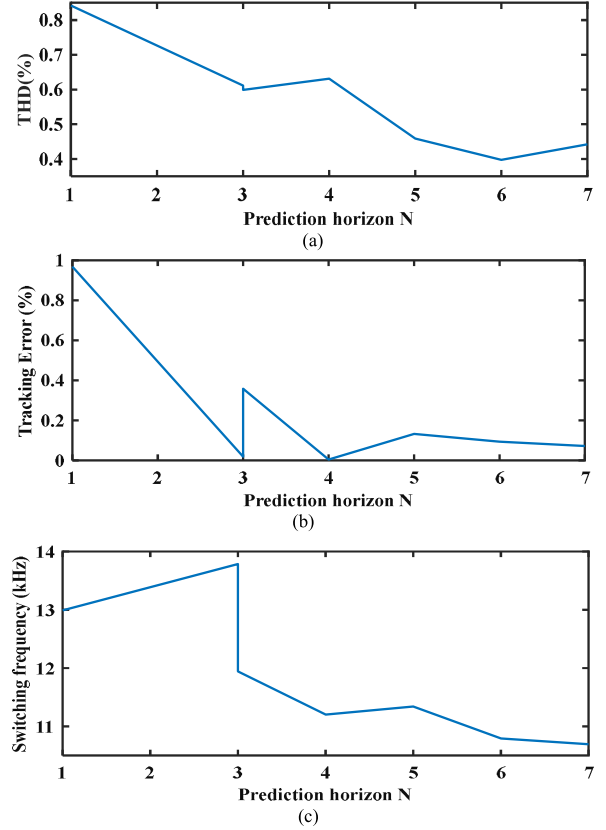 0.8
0.7
0.6
0.5
0.4
THD(%)
1 2 3 4 5 6 7
Prediction horizon N
(a)
1
0.8
0.6
0.4
0.2
0
Tracking Error (%)
1 2 3 4 5 6 7
Prediction horizon N
(b)
14
13
12
11
Switching frequency (kHz)
1 2 3 4 5 6 7
Prediction horizon N
(c)